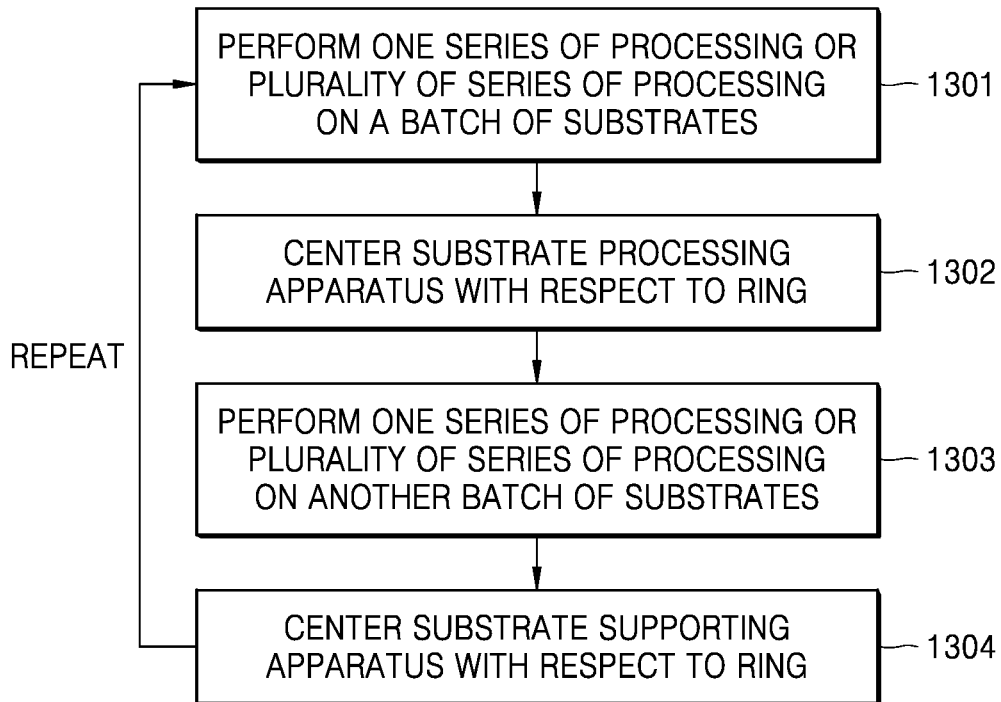 PERFORM ONE SERIES OF PROCESSING OR
PLURALITY OF SERIES OF PROCESSING
ON A BATCH OF SUBSTRATES
1301
CENTER SUBSTRATE PROCESSING
APPARATUS WITH RESPECT TO RING
1302
REPEAT
PERFORM ONE SERIES OF PROCESSING OR
PLURALITY OF SERIES OF PROCESSING
ON ANOTHER BATCH OF SUBSTRATES
1303
CENTER SUBSTRATE SUPPORTING
APPARATUS WITH RESPECT TO RING
1304